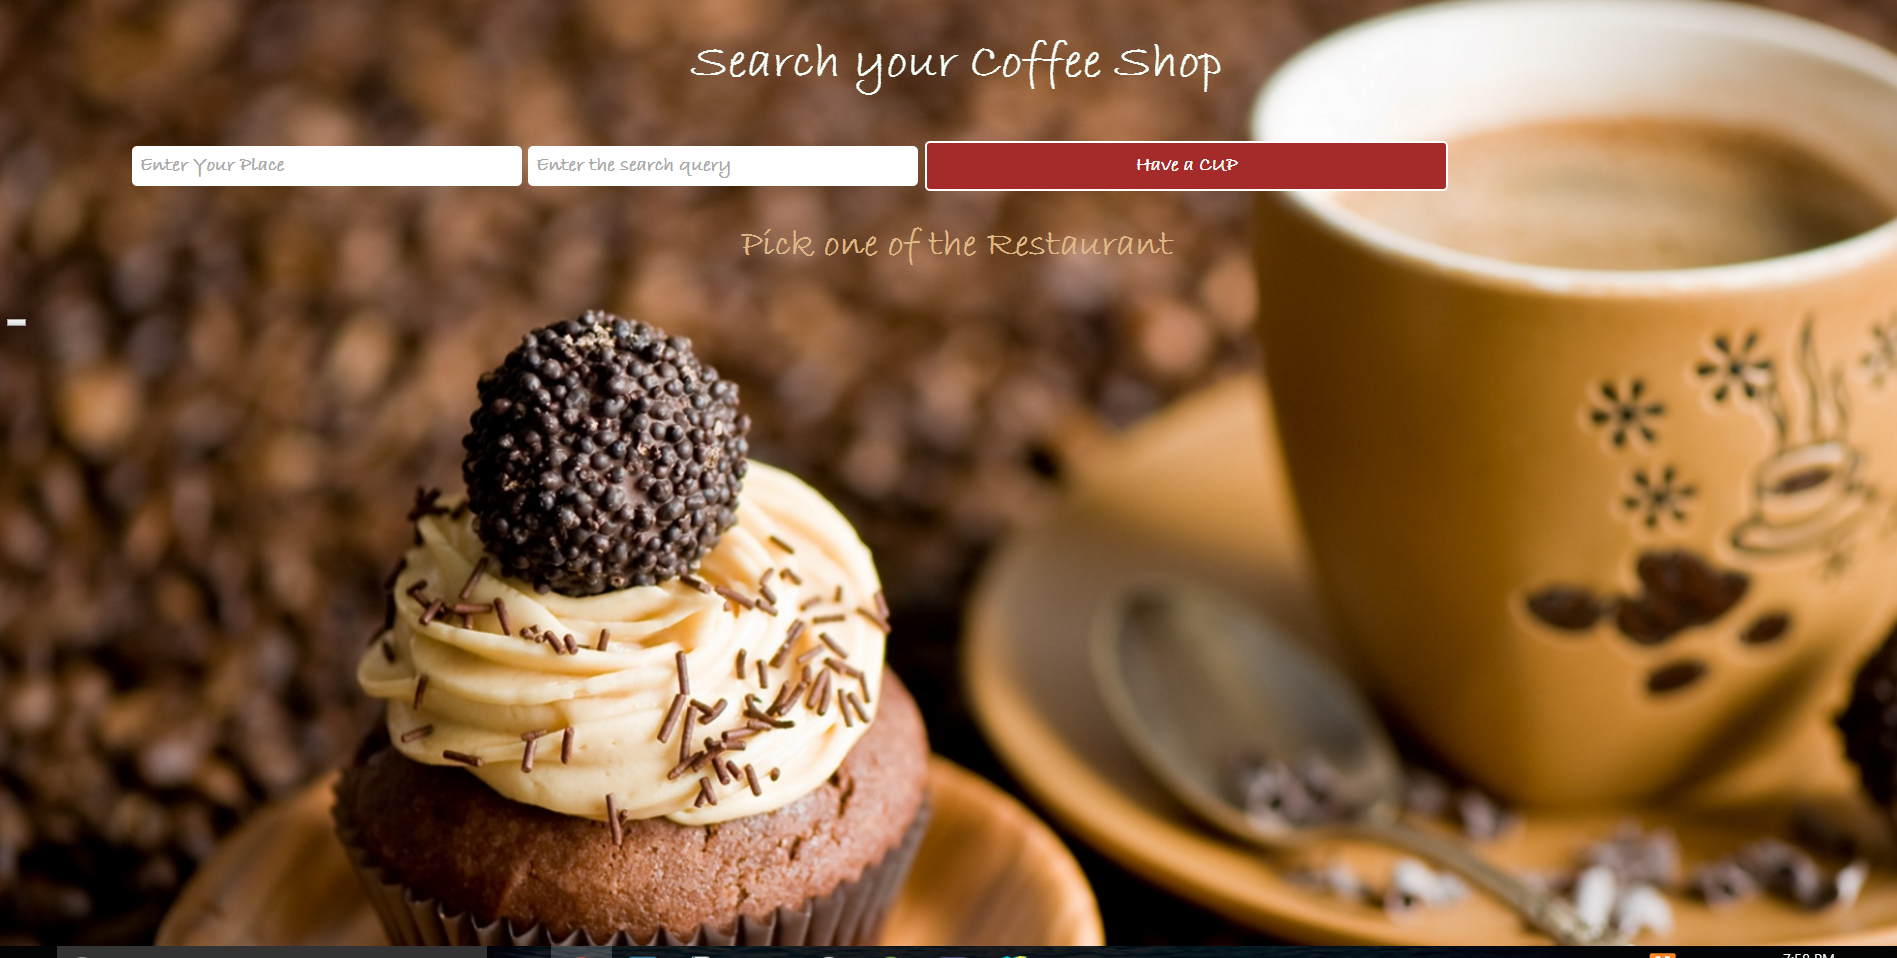 Search your Coffee Shop
Enter Your Place
Enter the search query
Have a CUP
Pick one of the Restaurant